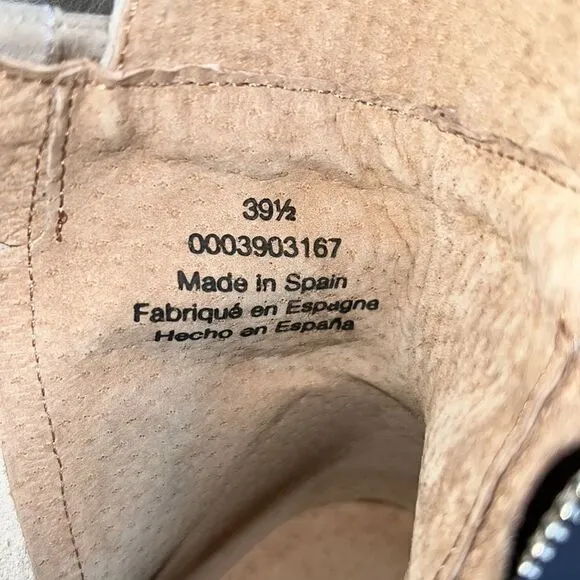 39½
0003903167
Made in Spain
Fabriqué en Espagne
Hecho en España